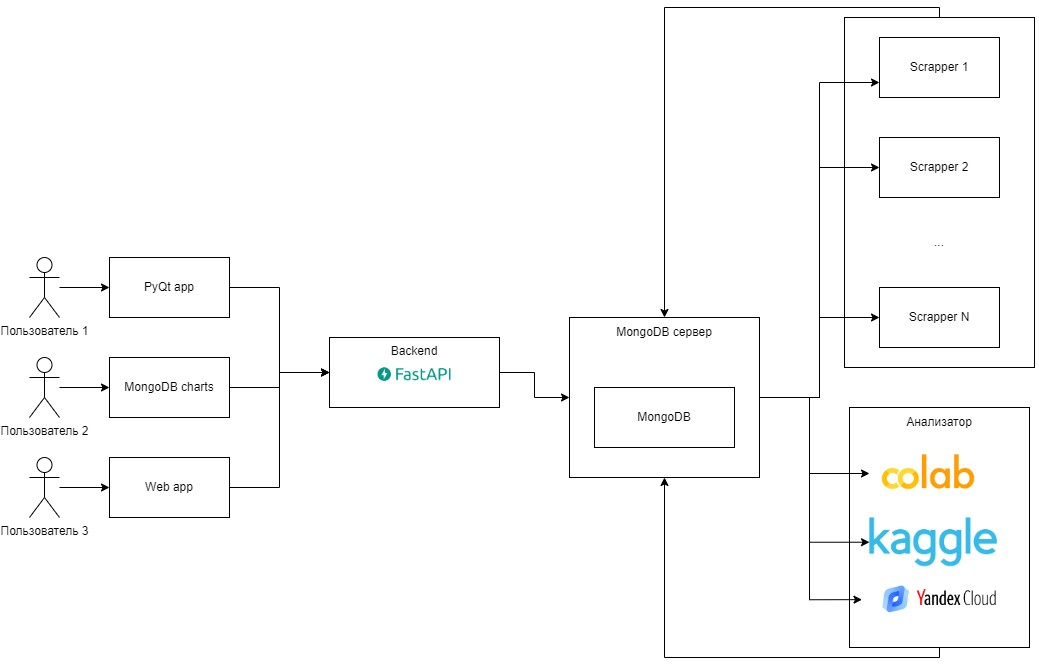 Scrapper 1
Scrapper 2
...
Scrapper N
Пользователь 1
PyQt app
Пользователь 2
MongoDB charts
Пользователь 3
Web app
Backend
FastAPI
MongoDB сервер
MongoDB
Анализатор
colab
kaggle
Yandex Cloud